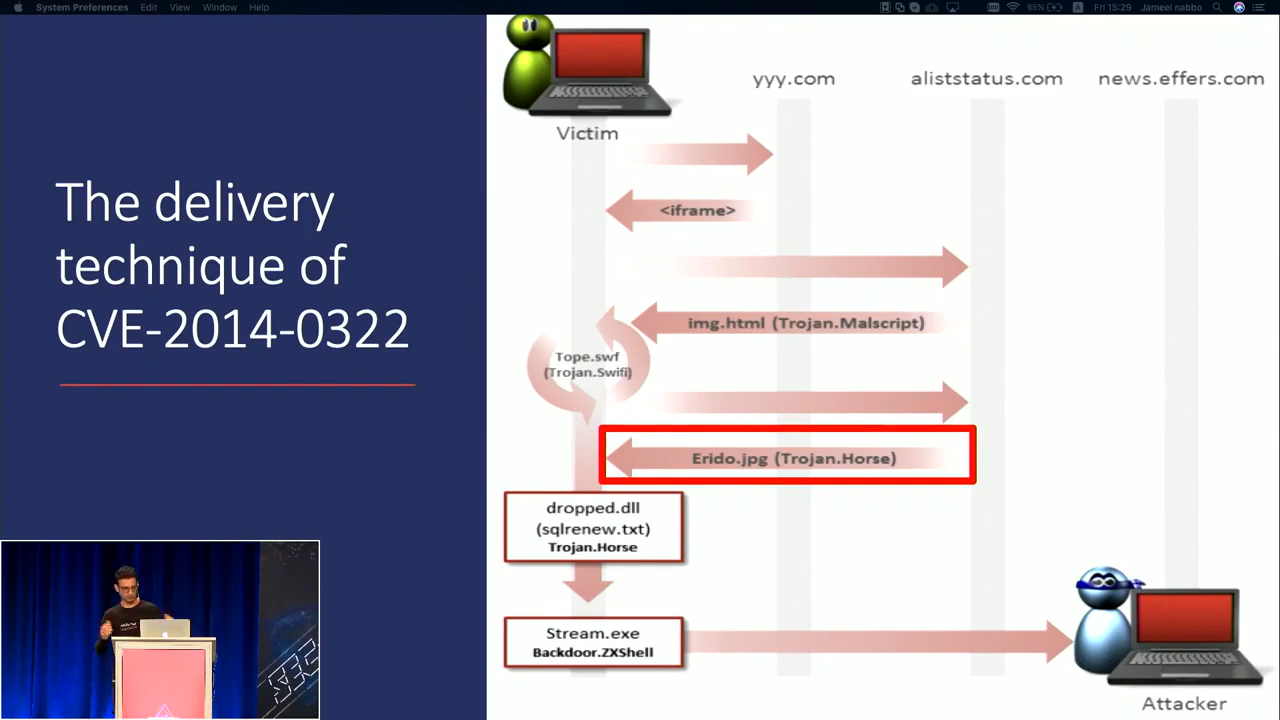 System Preferences Edit View Window Help
65% A Fri 15:29 Jameel nabbo
The delivery
technique of
CVE-2014-0322
Victim
yyy.com
aliststatus.com
news.effers.com
<iframe>
img.html (Trojan.Malscript)
Tope.swf
(Trojan.Swifi)
Erido.jpg (Trojan.Horse)
dropped.dll
(sqlrenew.txt)
Trojan.Horse
Stream.exe
Backdoor.ZXShell
Attacker